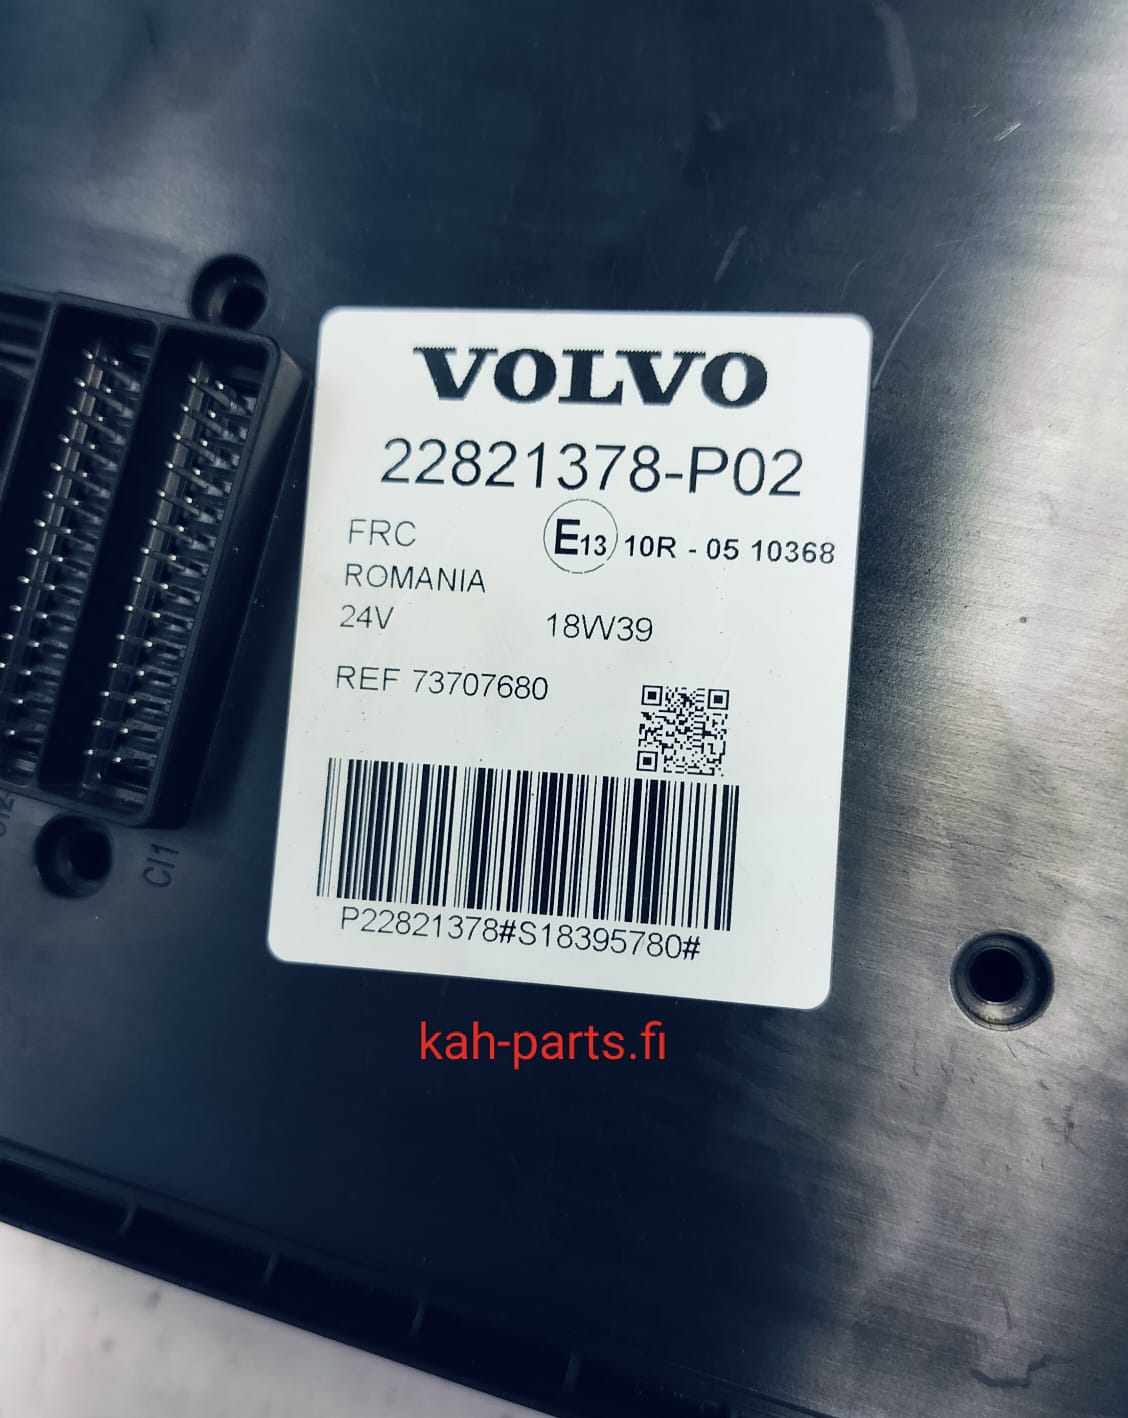 VOLVO
22821378-P02
FRC
E13 10R - 05 10368
ROMANIA
24V 18W39
REF 73707680
P22821378#S18395780#
CI1
kah-parts.fi